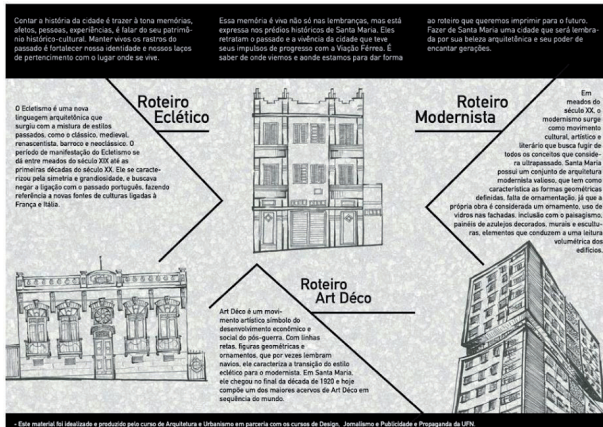 Contar a história da cidade é trazer à tona memórias,
afetos, pessoas, experiências, é falar do seu patrimô-
nio histórico-cultural. Manter vivos os rastros do
passado é fortalecer nossa identidade e nossos laços
de pertencimento com o lugar onde se vive.
Essa memória é viva não só nas lembranças, mas está
expressa nos prédios históricos de Santa Maria. Eles
retratam o passado e a vivência da cidade que teve
seus impulsos de progresso com a Viação Férrea. É
saber de onde viemos e aonde estamos para dar forma
ao roteiro que queremos imprimir para o futuro.
Fazer de Santa Maria uma cidade que será lembra-
da por sua beleza arquitetônica e seu poder de
encantar gerações.
Roteiro
Eclético
O Ecletismo é uma nova
linguagem arquitetônica que
surgiu com a mistura de estilos
passados, como o clássico, medieval,
renascentista, barroco e neoclássico. O
período de manifestação do Ecletismo se
dá entre meados do século XIX até as
primeiras décadas do século XX. Ele se caracte-
rizou pela simetria e grandiosidade, e buscava
negar a ligação com o passado português, fazendo
referência a novas fontes de culturas ligadas à
França e Itália.
Roteiro
Modernista
Em
meados do
século XX, o
modernismo surge
como movimento
cultural, artístico e
literário que busca fugir de
todos os conceitos que conside-
ra ultrapassado. Santa Maria
possui um conjunto de arquitetura
modernista valioso, que tem como
característica as formas geométricas
definidas, falta de ornamentação, já que a
própria obra é considerada um ornamento, uso de
vidros nas fachadas, inclusão com o paisagismo,
painéis de azulejos decorados, murais e escultu-
ras, elementos que conduzem a uma leitura
volumétrica dos
edifícios.
Roteiro
Art Déco
Art Déco é um movi-
mento artístico símbolo do
desenvolvimento econômico e
social do pós-guerra. Com linhas
retas, figuras geométricas e
ornamentos, que por vezes lembram
navios, ele caracteriza a transição do estilo
eclético para o modernista. Em Santa Maria,
ele chegou no final da década de 1920 e hoje
compõe um dos maiores acervos de Art Déco em
sequência do mundo.
- Este material foi idealizado e produzido pelo curso de Arquitetura e Urbanismo em parceria com os cursos de Design, Jornalismo e Publicidade e Propaganda da UFN.